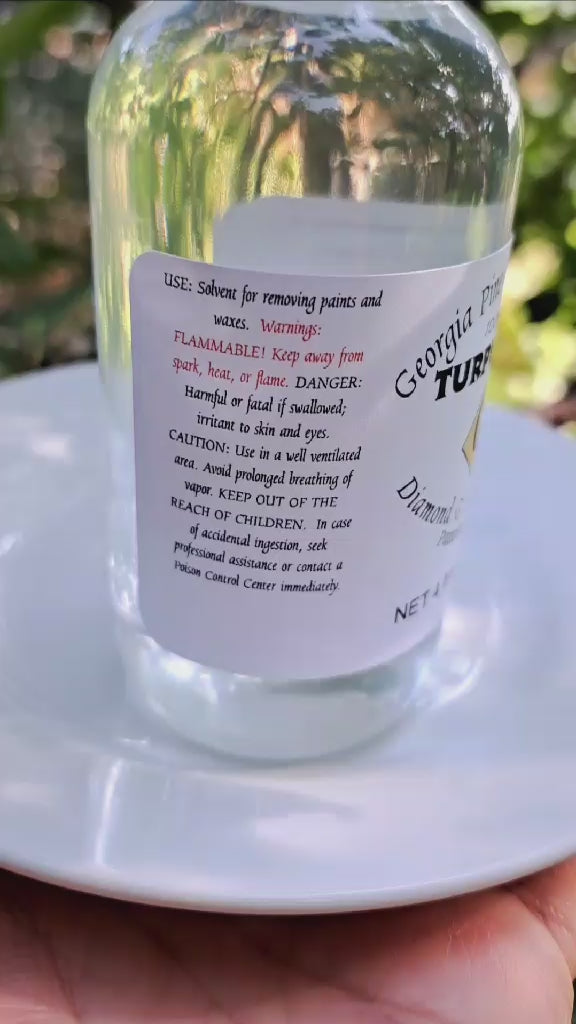 USE: Solvent for removing paints and
waxes. Warnings:
FLAMMABLE! Keep away from
spark, heat, or flame. DANGER:
Harmful or fatal if swallowed;
irritant to skin and eyes.
CAUTION: Use in a well ventilated
area. Avoid prolonged breathing of
vapor. KEEP OUT OF THE
REACH OF CHILDREN. In case
of accidental ingestion, seek
professional assistance or contact a
Poison Control Center immediately.
Georgia
Diamond
NET 4